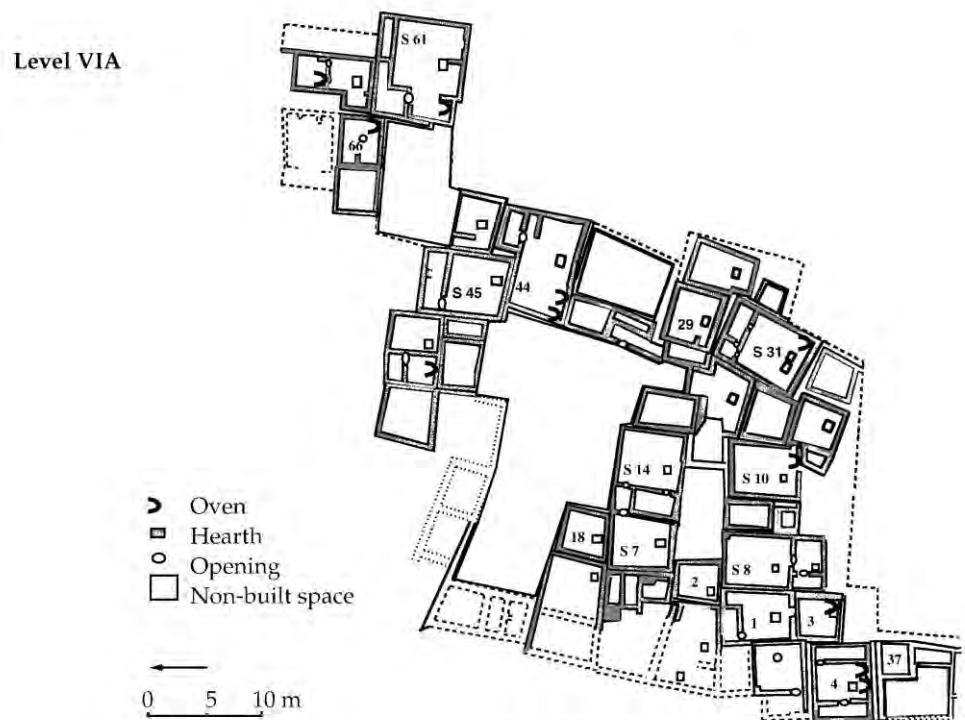 Level VIA
S 61
66
S 45
44
29
S 31
S 14
S 10
18
S 7
2
S 8
1
3
4
37
Oven
Hearth
Opening
Non-built space
0 5 10 m